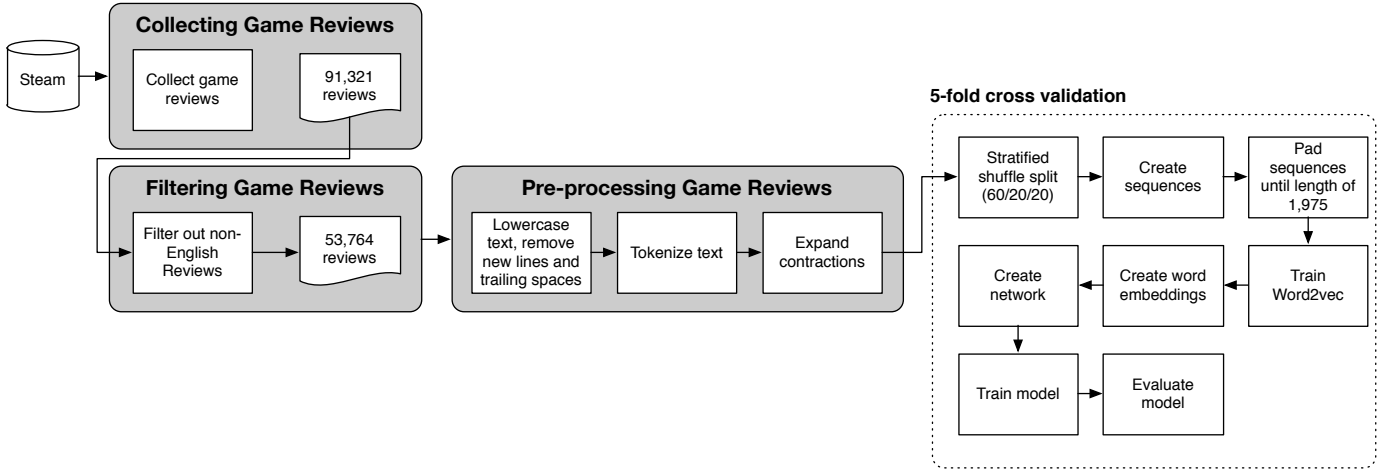 Collecting Game Reviews
Steam
Collect game
reviews
91,321
reviews
Filtering Game Reviews
Filter out non-
English
Reviews
53,764
reviews
Pre-processing Game Reviews
Lowercase
text, remove
new lines and
trailing spaces
Tokenize text
Expand
contractions
5-fold cross validation
Stratified
shuffle split
(60/20/20)
Create
sequences
Pad
sequences
until length of
1,975
Train
Word2vec
Create word
embeddings
Create
network
Train model
Evaluate
model